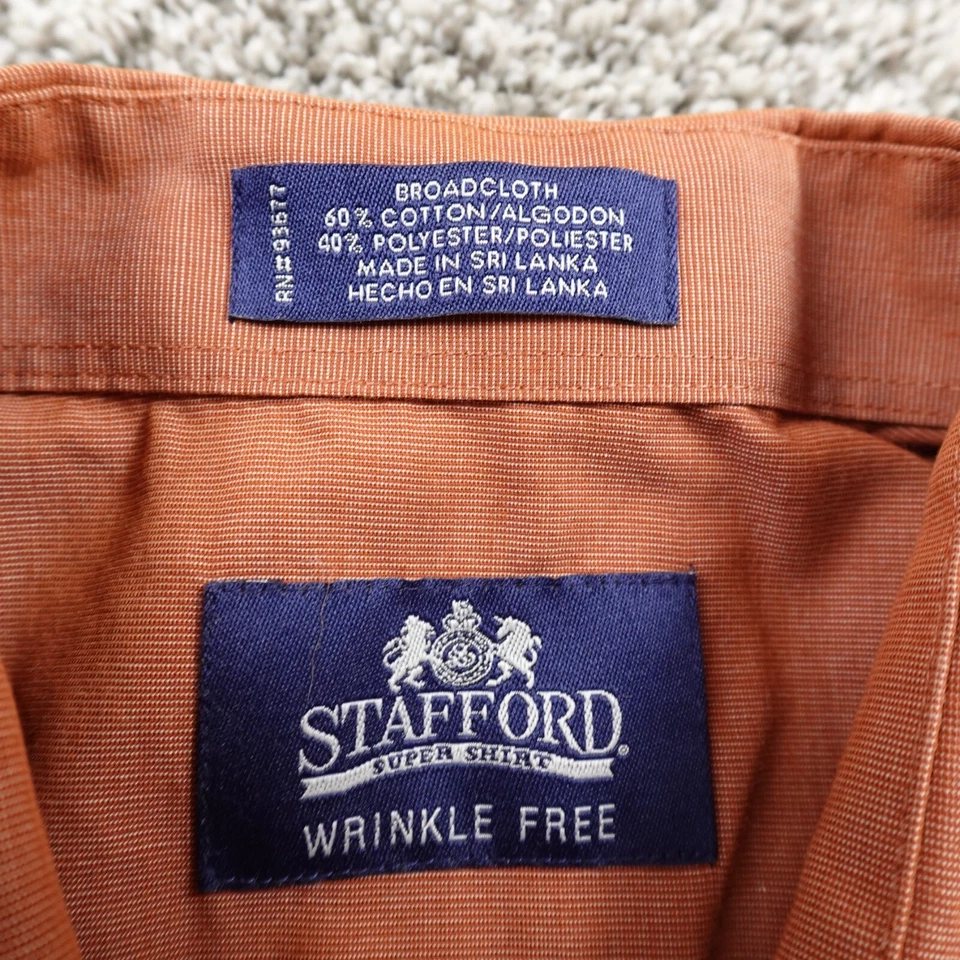 RN#93677
BROADCLOTH
60% COTTON/ALGODON
40% POLYESTER/POLIESTER
MADE IN SRI LANKA
HECHO EN SRI LANKA
STAFFORD®
SUPER SHIRT
WRINKLE FREE